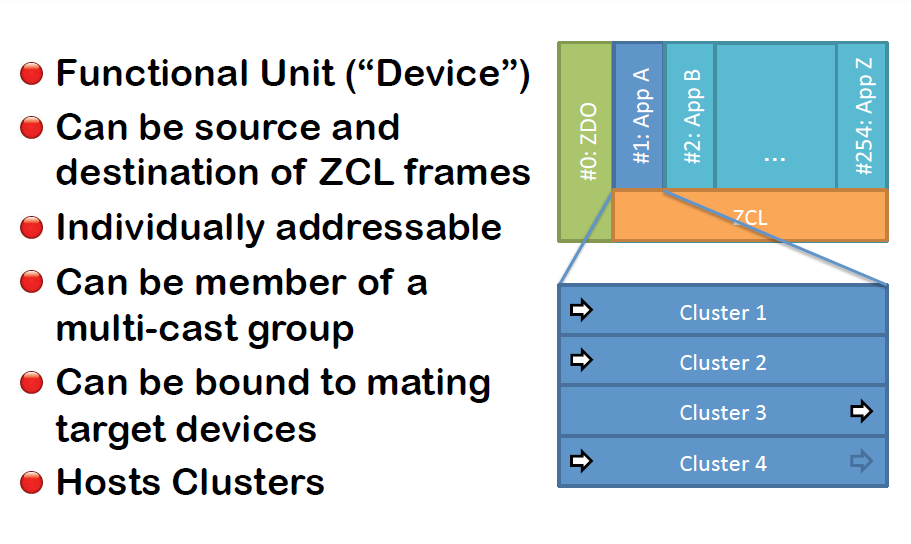 Functional Unit (“Device”)
Can be source and
destination of ZCL frames
Individually addressable
Can be member of a
multi-cast group
Can be bound to mating
target devices
Hosts Clusters
#0: ZDO
#1: App A
#2: App B
...
#254: App Z
ZCL
Cluster 1
Cluster 2
Cluster 3
Cluster 4